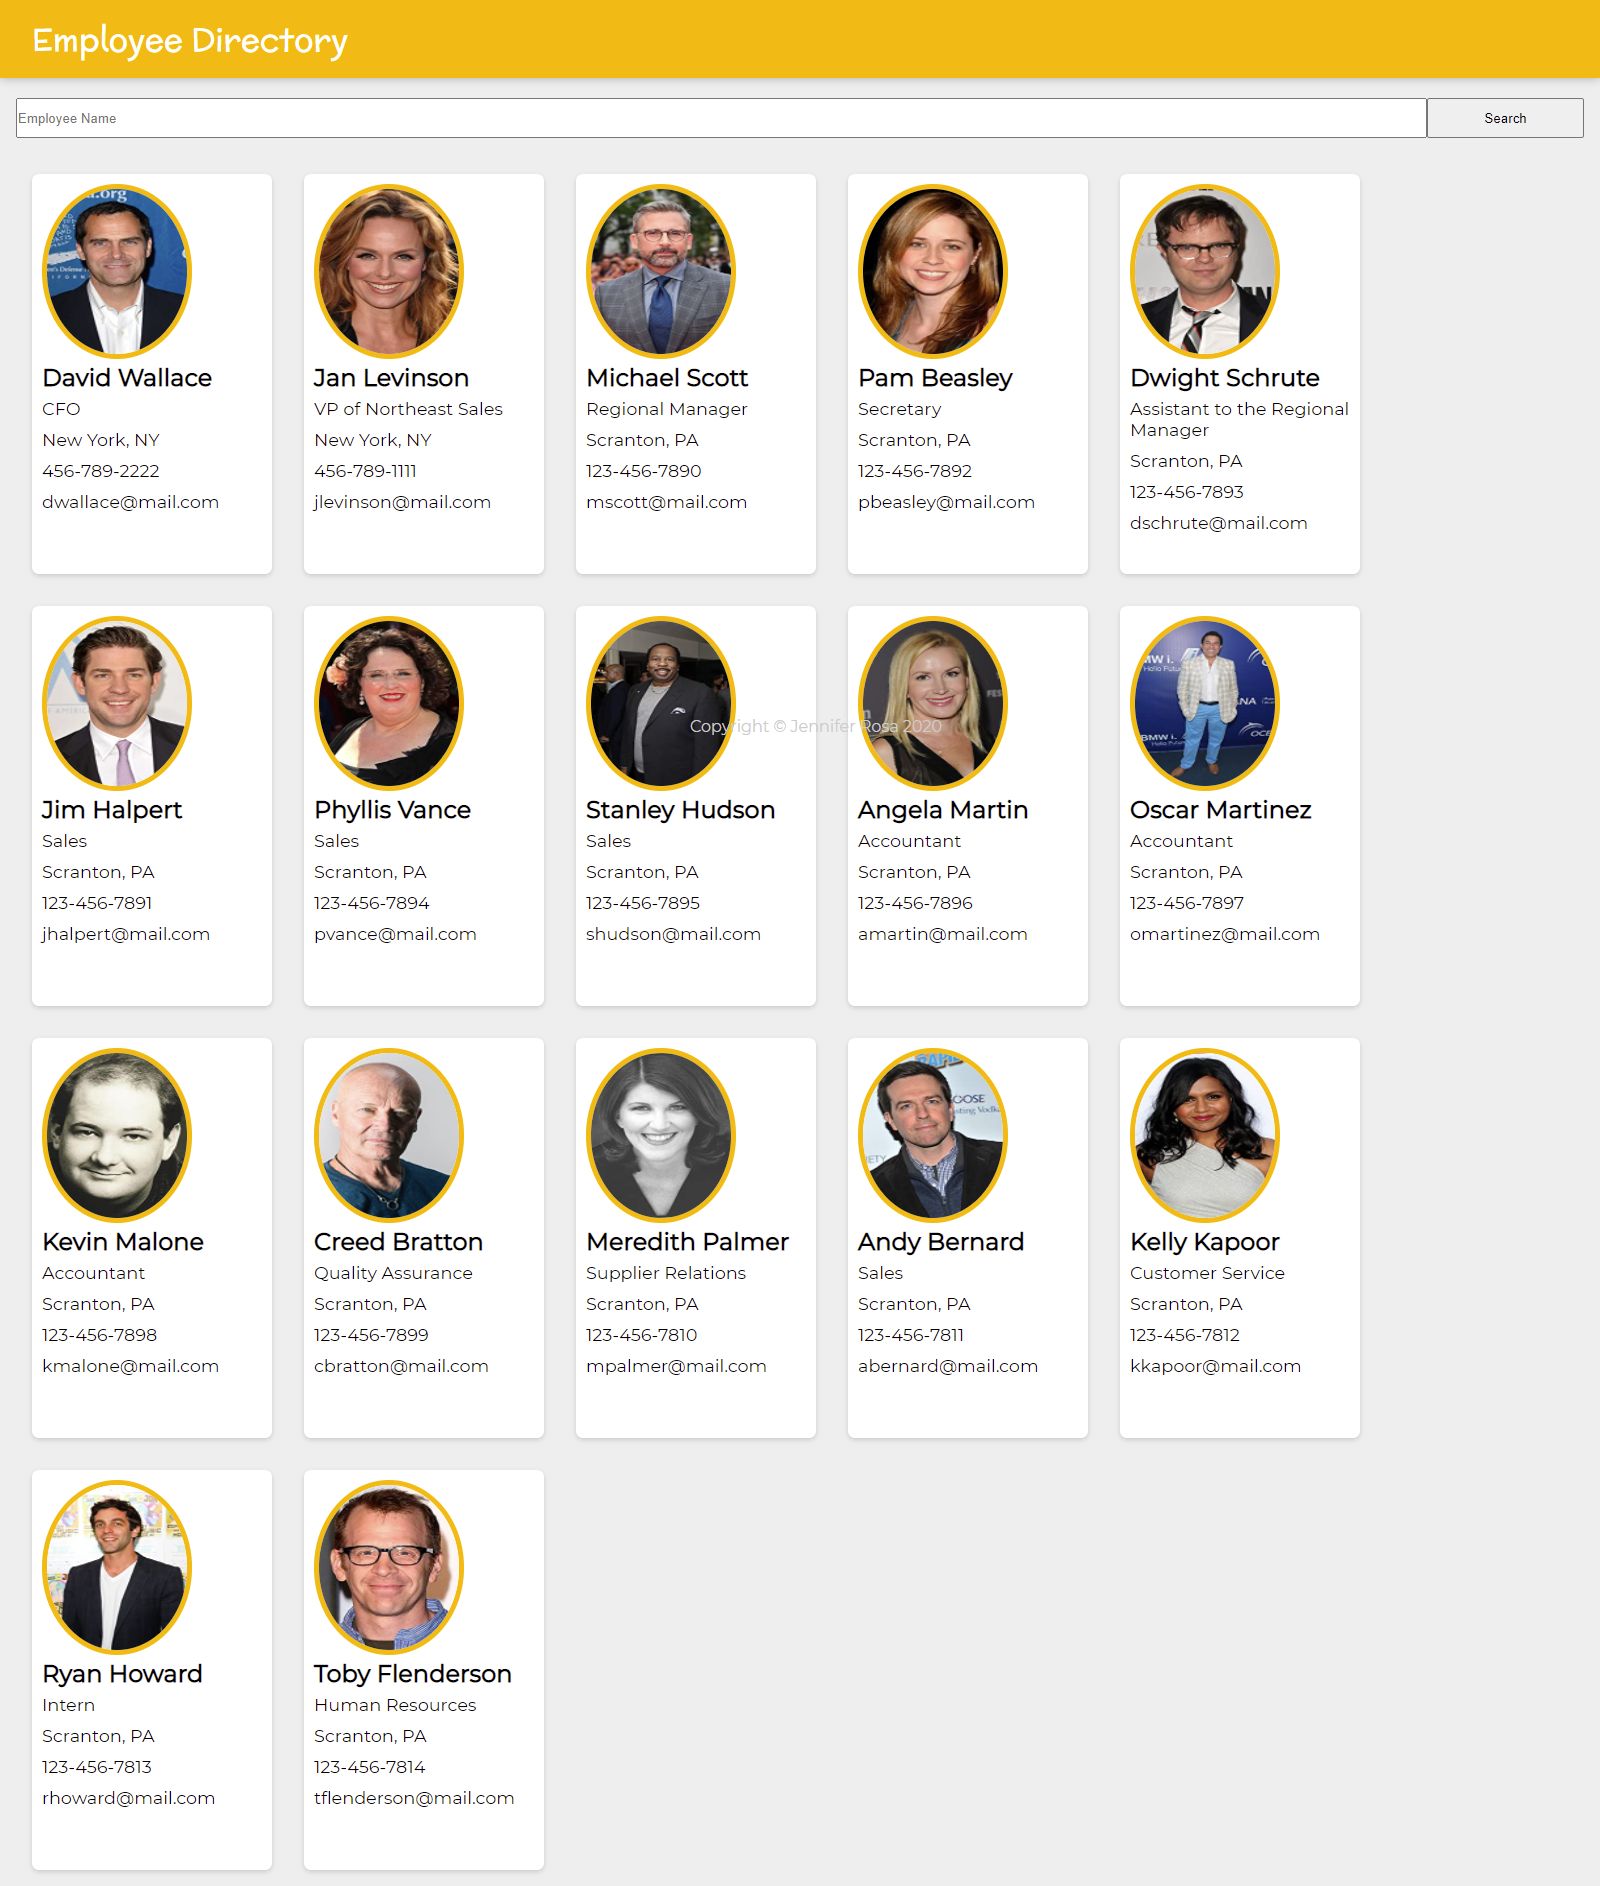 Employee Directory
Employee Name
Search
David Wallace
CFO
New York, NY
456-789-2222
dwallace@mail.com
Jan Levinson
VP of Northeast Sales
New York, NY
456-789-1111
jlevinson@mail.com
Michael Scott
Regional Manager
Scranton, PA
123-456-7890
mscott@mail.com
Pam Beasley
Secretary
Scranton, PA
123-456-7892
pbeasley@mail.com
Dwight Schrute
Assistant to the Regional
Manager
Scranton, PA
123-456-7893
dschrute@mail.com
Jim Halpert
Sales
Scranton, PA
123-456-7891
jhalpert@mail.com
Phyllis Vance
Sales
Scranton, PA
123-456-7894
pvance@mail.com
Copyright © Jennifer Rosa 2020
Stanley Hudson
Sales
Scranton, PA
123-456-7895
shudson@mail.com
Angela Martin
Accountant
Scranton, PA
123-456-7896
amartin@mail.com
Oscar Martinez
Accountant
Scranton, PA
123-456-7897
omartinez@mail.com
Kevin Malone
Accountant
Scranton, PA
123-456-7898
kmalone@mail.com
Creed Bratton
Quality Assurance
Scranton, PA
123-456-7899
cbratton@mail.com
Meredith Palmer
Supplier Relations
Scranton, PA
123-456-7810
mpalmer@mail.com
Andy Bernard
Sales
Scranton, PA
123-456-7811
abernard@mail.com
Kelly Kapoor
Customer Service
Scranton, PA
123-456-7812
kkapoor@mail.com
Ryan Howard
Intern
Scranton, PA
123-456-7813
rhoward@mail.com
Toby Flenderson
Human Resources
Scranton, PA
123-456-7814
tflenderson@mail.com